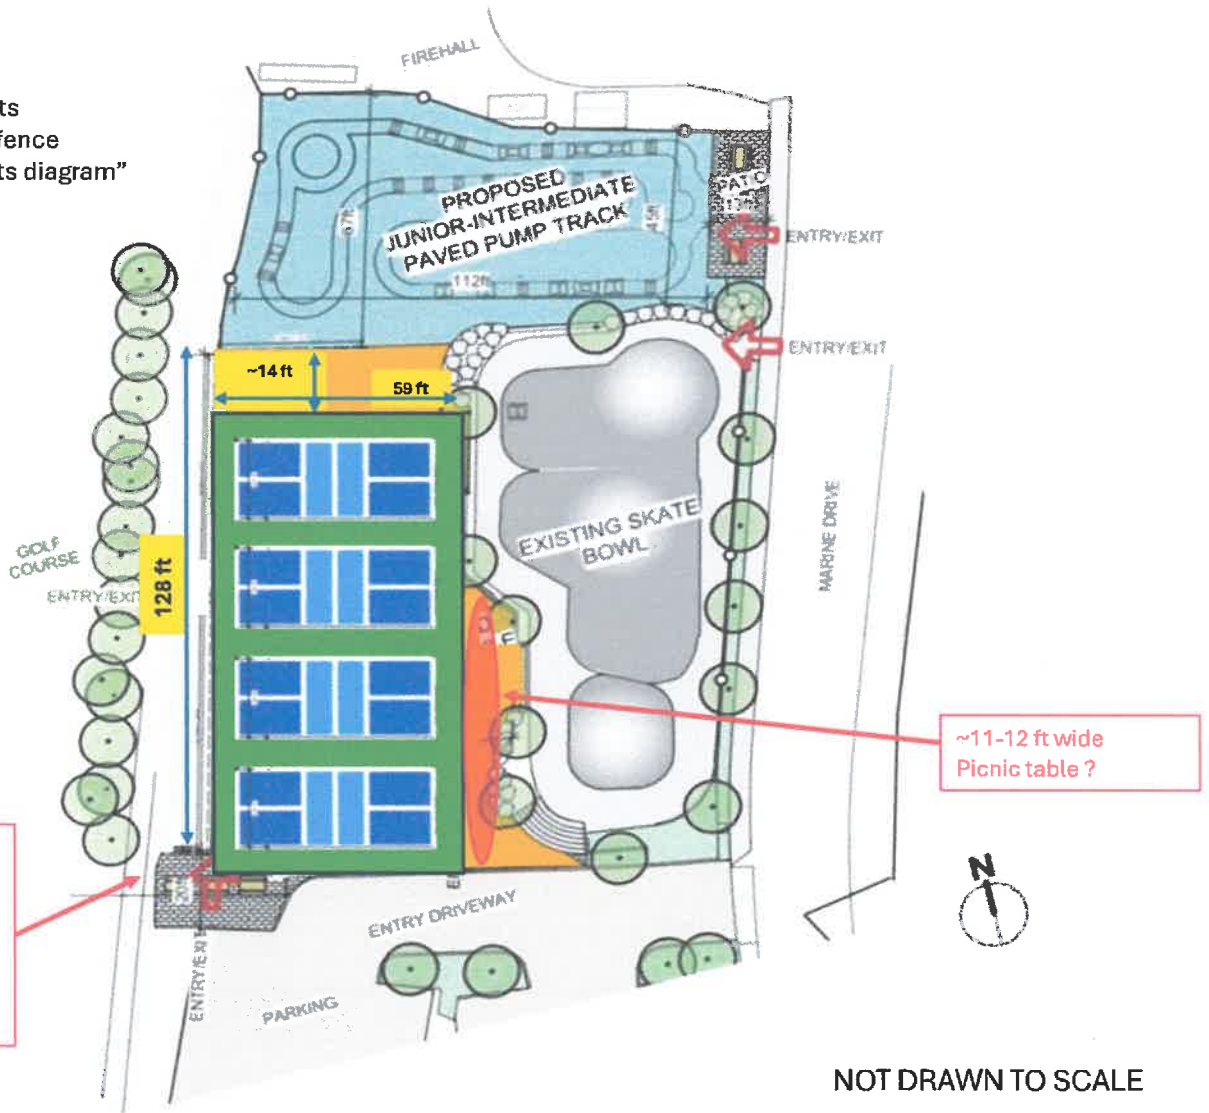 FIREHALL
ts
fence
ts diagram”
PROPOSED
JUNIOR-INTERMEDIATE
PAVED PUMP TRACK
67ft
45ft
112ft
PATIO
ENTRY/EXIT
ENTRY/EXIT
~14 ft
59 ft
128 ft
GOLF
COURSE
ENTRY/EXIT
EXISTING SKATE
BOWL
MARINE DRIVE
~11-12 ft wide
Picnic table ?
N
ENTRY DRIVEWAY
ENTRY/EXIT
PARKING
NOT DRAWN TO SCALE